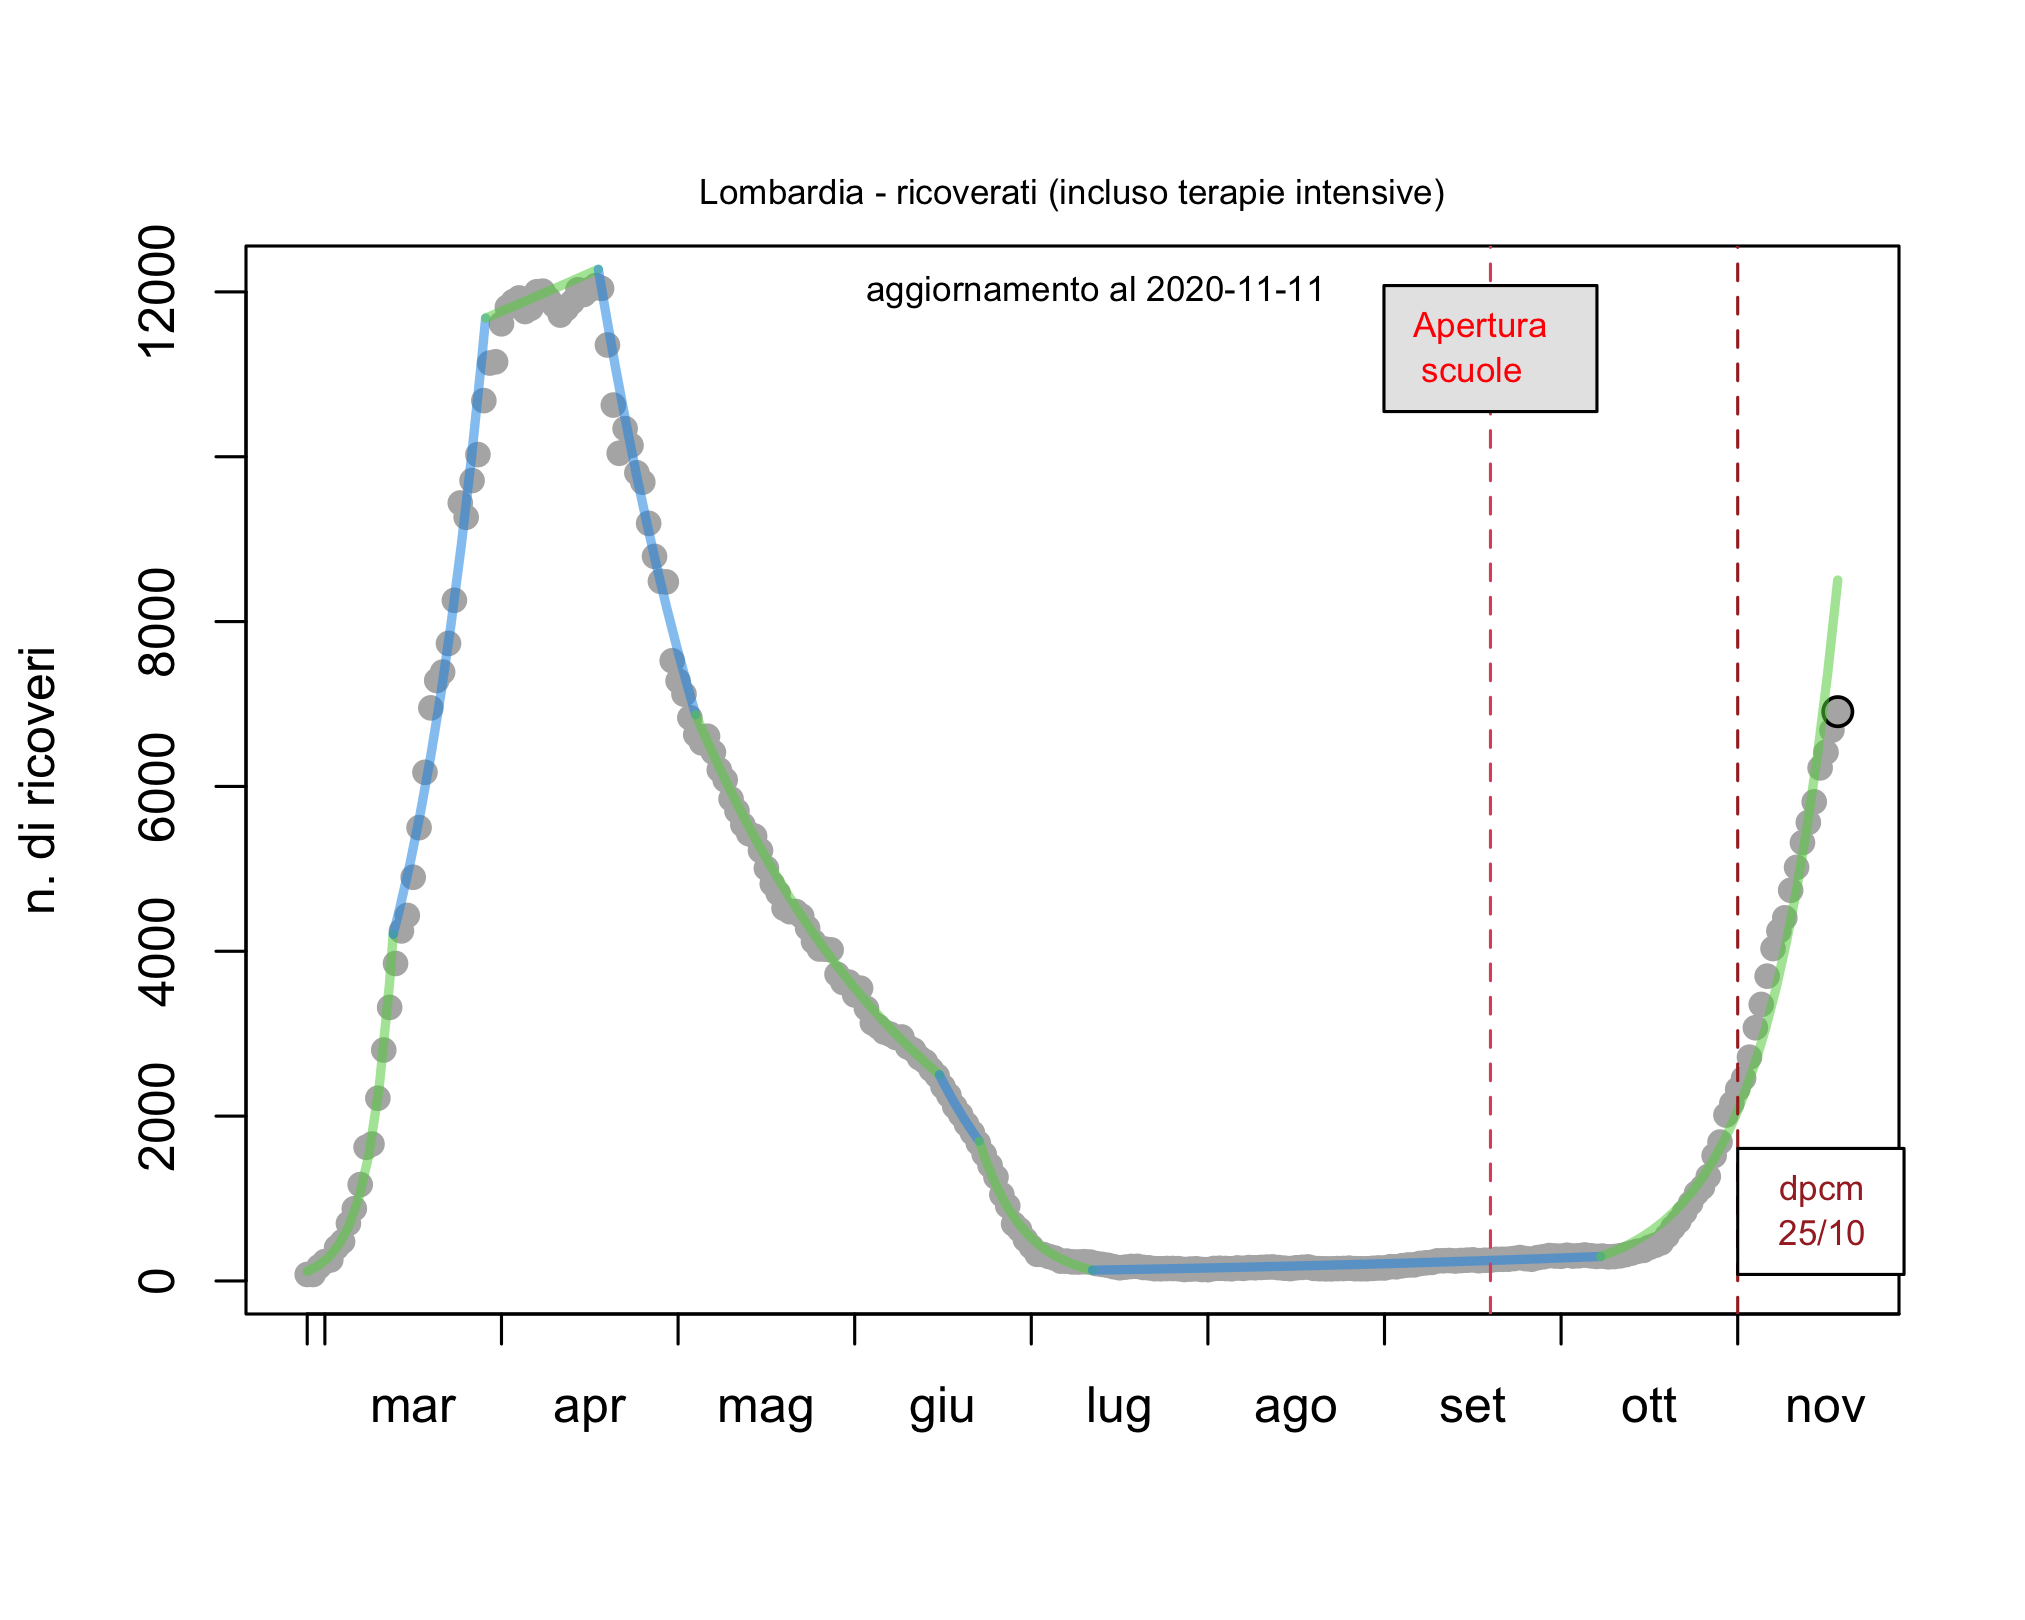 Lombardia - ricoverati (incluso terapie intensive)
aggiornamento al 2020-11-11
Apertura
scuole
dpcm
25/10
n. di ricoveri
12000
8000
6000
4000
2000
0
mar apr mag giu lug ago set ott nov